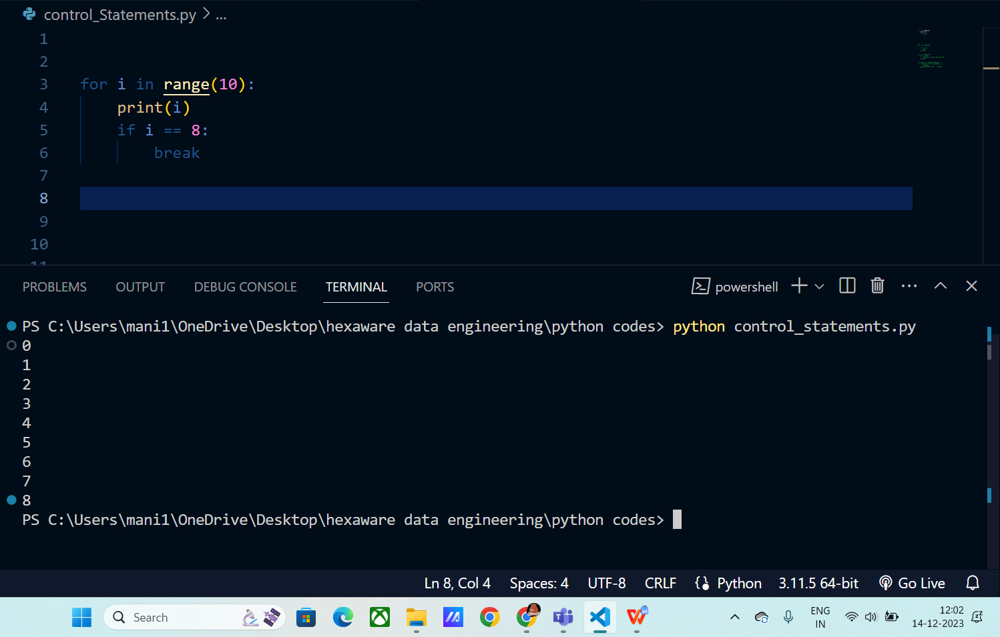 control_Statements.py > ...
1
2
3 for i in range(10):
4 print(i)
5 if i == 8:
6 break
7
8
9
10
PROBLEMS OUTPUT DEBUG CONSOLE TERMINAL PORTS powershell
PS C:\Users\mani1\OneDrive\Desktop\hexaware data engineering\python codes> python control_statements.py
0
1
2
3
4
5
6
7
8
PS C:\Users\mani1\OneDrive\Desktop\hexaware data engineering\python codes>
Ln 8, Col 4 Spaces: 4 UTF-8 CRLF Python 3.11.5 64-bit Go Live
Search
ENG
IN
12:02
14-12-2023